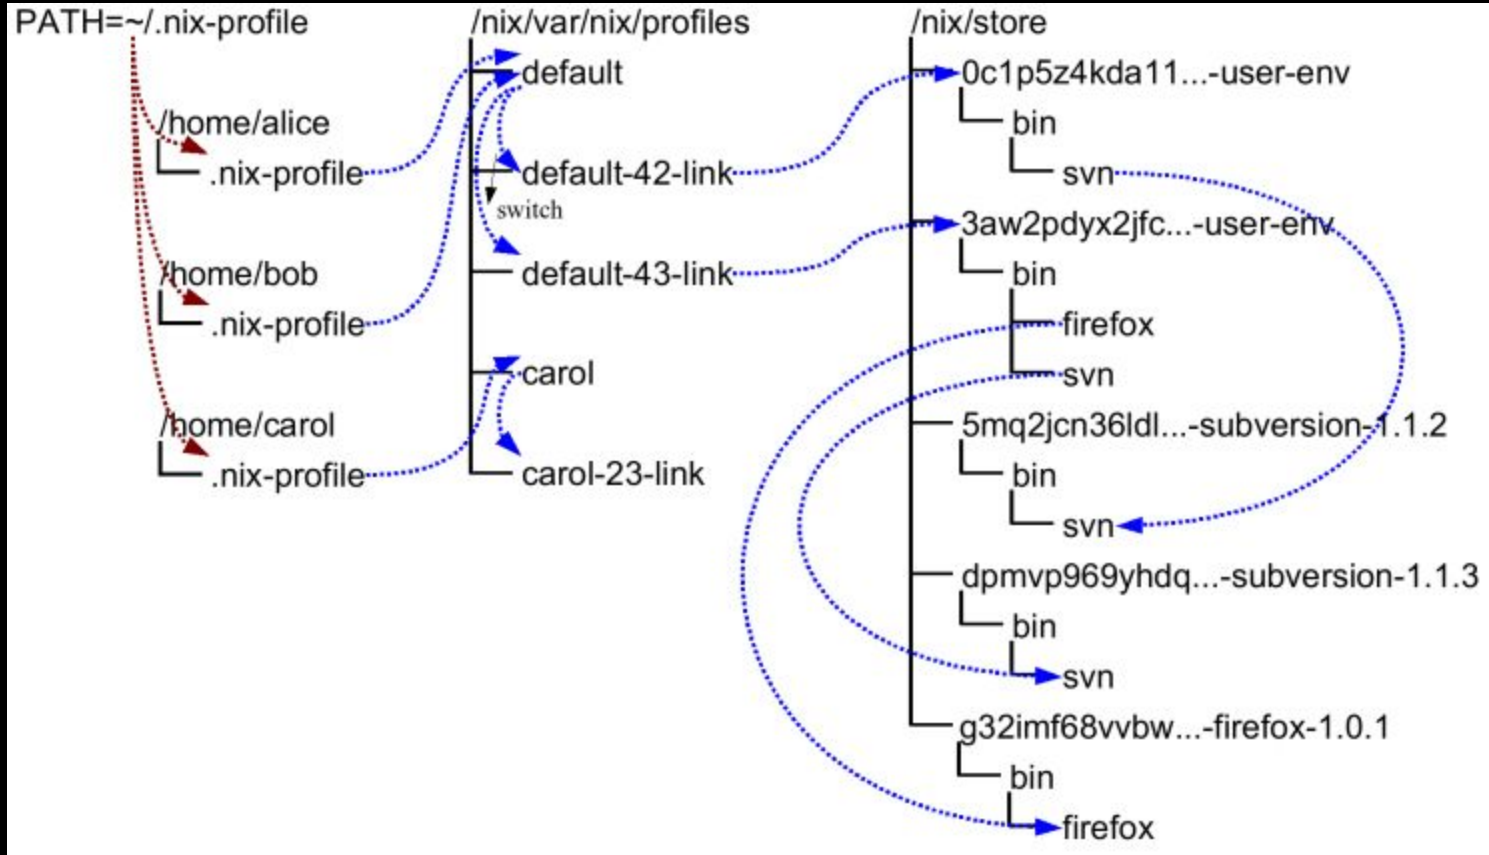 PATH=~/.nix-profile
/home/alice
.nix-profile
/home/bob
.nix-profile
/home/carol
.nix-profile
/nix/var/nix/profiles
default
default-42-link
switch
default-43-link
carol
carol-23-link
/nix/store
0c1p5z4kda11...-user-env
bin
svn
3aw2pdyx2jfc...-user-env
bin
firefox
svn
5mq2jcn36ldl...-subversion-1.1.2
bin
svn
dpmvp969yhdq...-subversion-1.1.3
bin
svn
g32imf68vvbw...-firefox-1.0.1
bin
firefox